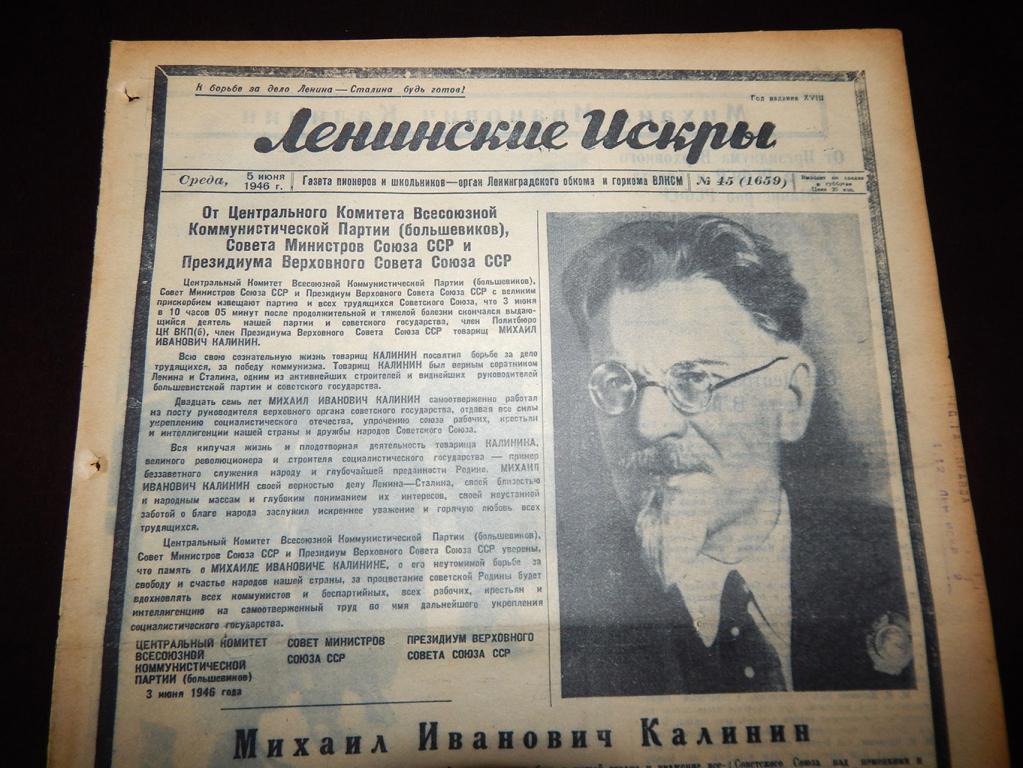 К борьбе за дело Ленина — Сталина будь готов!
Год издания XVIII
Ленинские Искры
Среда, 5 июня 1946 г.
Газета пионеров и школьников—орган Ленинградского обкома и горкома ВЛКСМ
№ 45 (1659)
Выходит по средам
и субботам
Цена 20 коп.
От Центрального Комитета Всесоюзной
Коммунистической Партии (большевиков),
Совета Министров Союза ССР и
Президиума Верховного Совета Союза ССР
Центральный Комитет Всесоюзной Коммунистической Партии (большевиков),
Совет Министров Союза ССР и Президиум Верховного Совета Союза ССР с великим
прискорбием извещают партию и всех трудящихся Советского Союза, что 3 июня
в 10 часов 05 минут после продолжительной и тяжелой болезни скончался выдаю-
щийся деятель нашей партии и советского государства, член Политбюро
ЦК ВКП(б), член Президиума Верховного Совета Союза ССР товарищ МИХАИЛ
ИВАНОВИЧ КАЛИНИН.
Всю свою сознательную жизнь товарищ КАЛИНИН посвятил борьбе за дело
трудящихся, за победу коммунизма. Товарищ КАЛИНИН был верным соратником
Ленина и Сталина, одним из активнейших строителей и виднейших руководителей
большевистской партии и советского государства.
Двадцать семь лет МИХАИЛ ИВАНОВИЧ КАЛИНИН самоотверженно работал
на посту руководителя верховного органа советского государства, отдавая все силы
укреплению социалистического отечества, упрочению союза рабочих, крестьян
и интеллигенции нашей страны и дружбы народов Советского Союза.
Вся кипучая жизнь и плодотворная деятельность товарища КАЛИНИНА,
великого революционера и строителя социалистического государства — пример
беззаветного служения народу и глубочайшей преданности Родине. МИХАИЛ
ИВАНОВИЧ КАЛИНИН своей верностью делу Ленина—Сталина, своей близостью
к народным массам и глубоким пониманием их интересов, своей неустанной
заботой о благе народа заслужил искреннее уважение и горячую любовь всех
трудящихся.
Центральный Комитет Всесоюзной Коммунистической Партии (большевиков),
Совет Министров Союза ССР и Президиум Верховного Совета Союза ССР уверены,
что память о МИХАИЛЕ ИВАНОВИЧЕ КАЛИНИНЕ, о его неутомимой борьбе за
свободу и счастье народов нашей страны, за процветание советской Родины будет
вдохновлять всех коммунистов и беспартийных, всех рабочих, крестьян и
интеллигенцию на самоотверженный труд во имя дальнейшего укрепления
социалистического государства.
ЦЕНТРАЛЬНЫЙ КОМИТЕТ
ВСЕСОЮЗНОЙ
КОММУНИСТИЧЕСКОЙ
ПАРТИИ (большевиков)
СОВЕТ МИНИСТРОВ
СОЮЗА ССР
ПРЕЗИДИУМ ВЕРХОВНОГО
СОВЕТА СОЮЗА ССР
3 июня 1946 года
Михаил Иванович Калинин
Советского Союза над